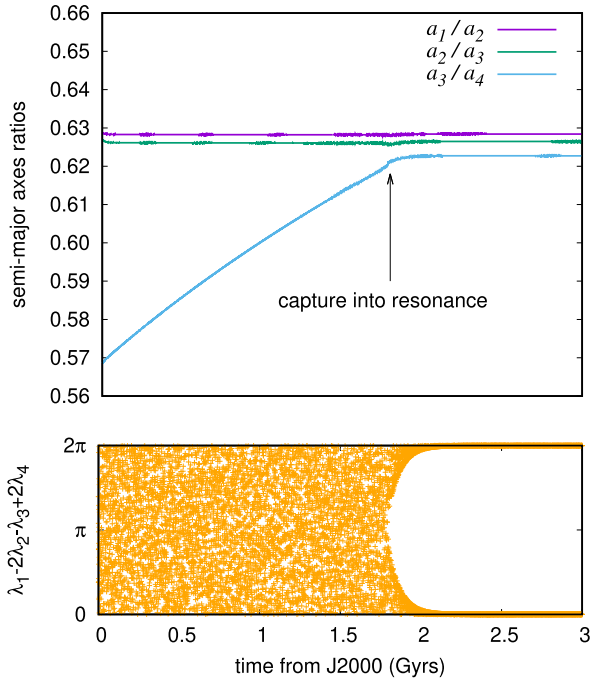 semi-major axes ratios
0.66
0.65
0.64
0.63
0.62
0.61
0.60
0.59
0.58
0.57
0.56
a1 / a2
a2 / a3
a3 / a4
capture into resonance
λ1-2λ2-λ3+2λ4
2π
π
0
0 0.5 1 1.5 2 2.5 3
time from J2000 (Gyrs)